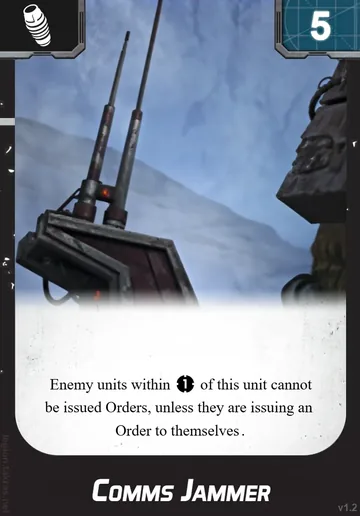 5
Enemy units within 1 of this unit cannot
be issued Orders, unless they are issuing an
Order to themselves.
Comms Jammer
v1.2